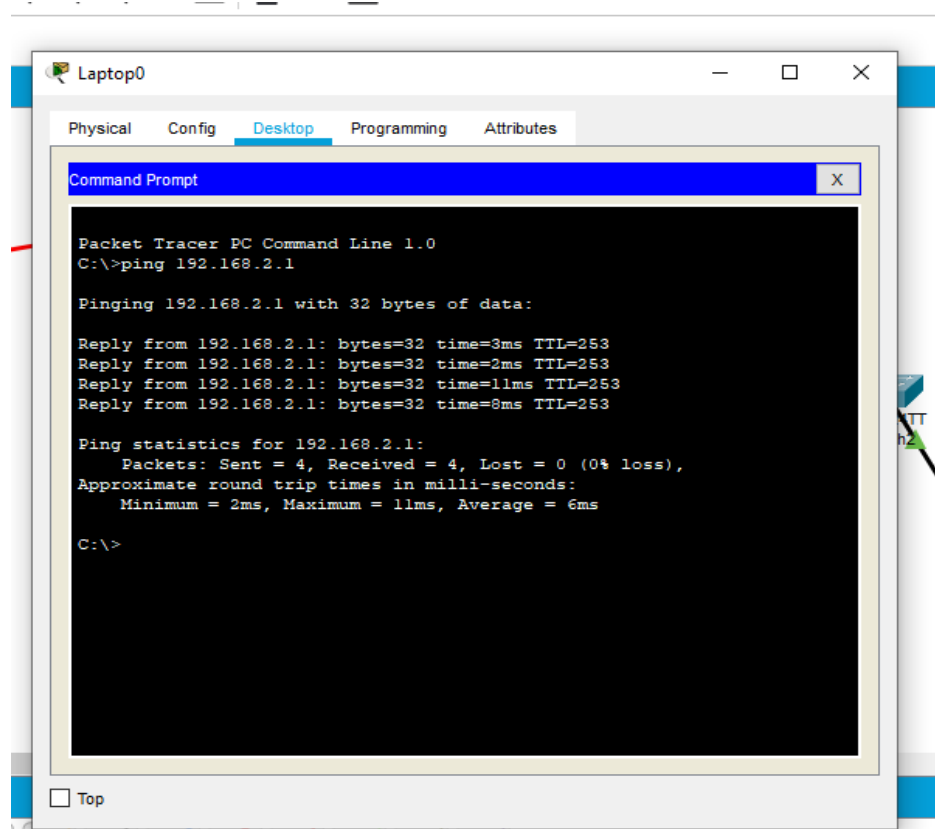 Laptop0
Physical Config Desktop Programming Attributes
Command Prompt X
Packet Tracer PC Command Line 1.0
C:\>ping 192.168.2.1
Pinging 192.168.2.1 with 32 bytes of data:
Reply from 192.168.2.1: bytes=32 time=3ms TTL=253
Reply from 192.168.2.1: bytes=32 time=2ms TTL=253
Reply from 192.168.2.1: bytes=32 time=11ms TTL=253
Reply from 192.168.2.1: bytes=32 time=8ms TTL=253
Ping statistics for 192.168.2.1:
Packets: Sent = 4, Received = 4, Lost = 0 (0% loss),
Approximate round trip times in milli-seconds:
Minimum = 2ms, Maximum = 11ms, Average = 6ms
C:\>
Top